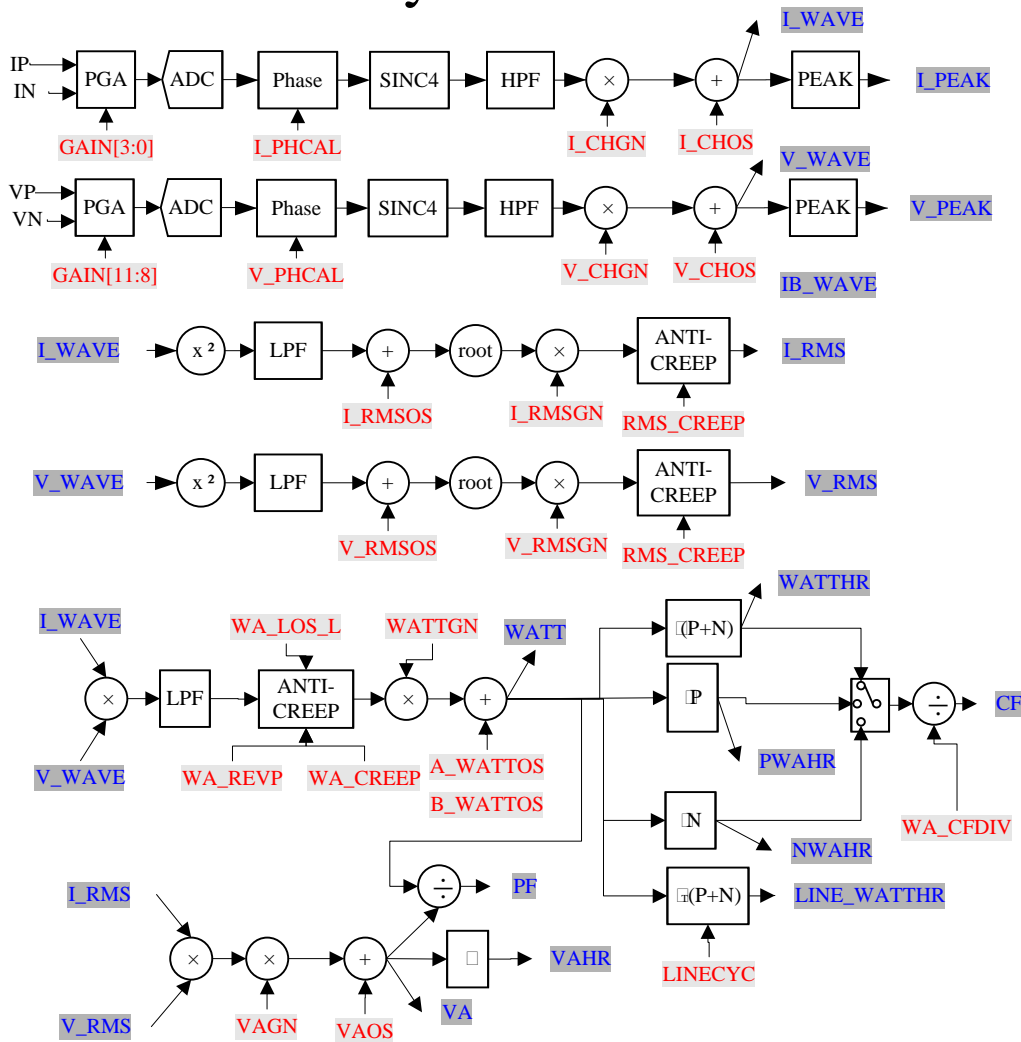 I_WAVE
IP
IN
PGA
ADC
Phase
SINC4
HPF
×
+
PEAK
I_PEAK
GAIN[3:0]
I_PHCAL
I_CHGN
I_CHOS
V_WAVE
VP
VN
PGA
ADC
Phase
SINC4
HPF
×
+
PEAK
V_PEAK
GAIN[11:8]
V_PHCAL
V_CHGN
V_CHOS
IB_WAVE
I_WAVE
x ²
LPF
+
root
×
ANTI-
CREEP
I_RMS
I_RMSOS
I_RMSGN
RMS_CREEP
V_WAVE
x ²
LPF
+
root
×
ANTI-
CREEP
V_RMS
V_RMSOS
V_RMSGN
RMS_CREEP
WATTHR
I_WAVE
WA_LOS_L
WATTGN
WATT
(P+N)
×
LPF
ANTI-
CREEP
×
+
P
÷
CF
V_WAVE
WA_REVP
WA_CREEP
A_WATTOS
B_WATTOS
PWAHR
N
NWAHR
WA_CFDIV
I_RMS
÷
PF
(P+N)
LINE_WATTHR
×
×
+
VAHR
LINECYC
V_RMS
VAGN
VAOS
VA